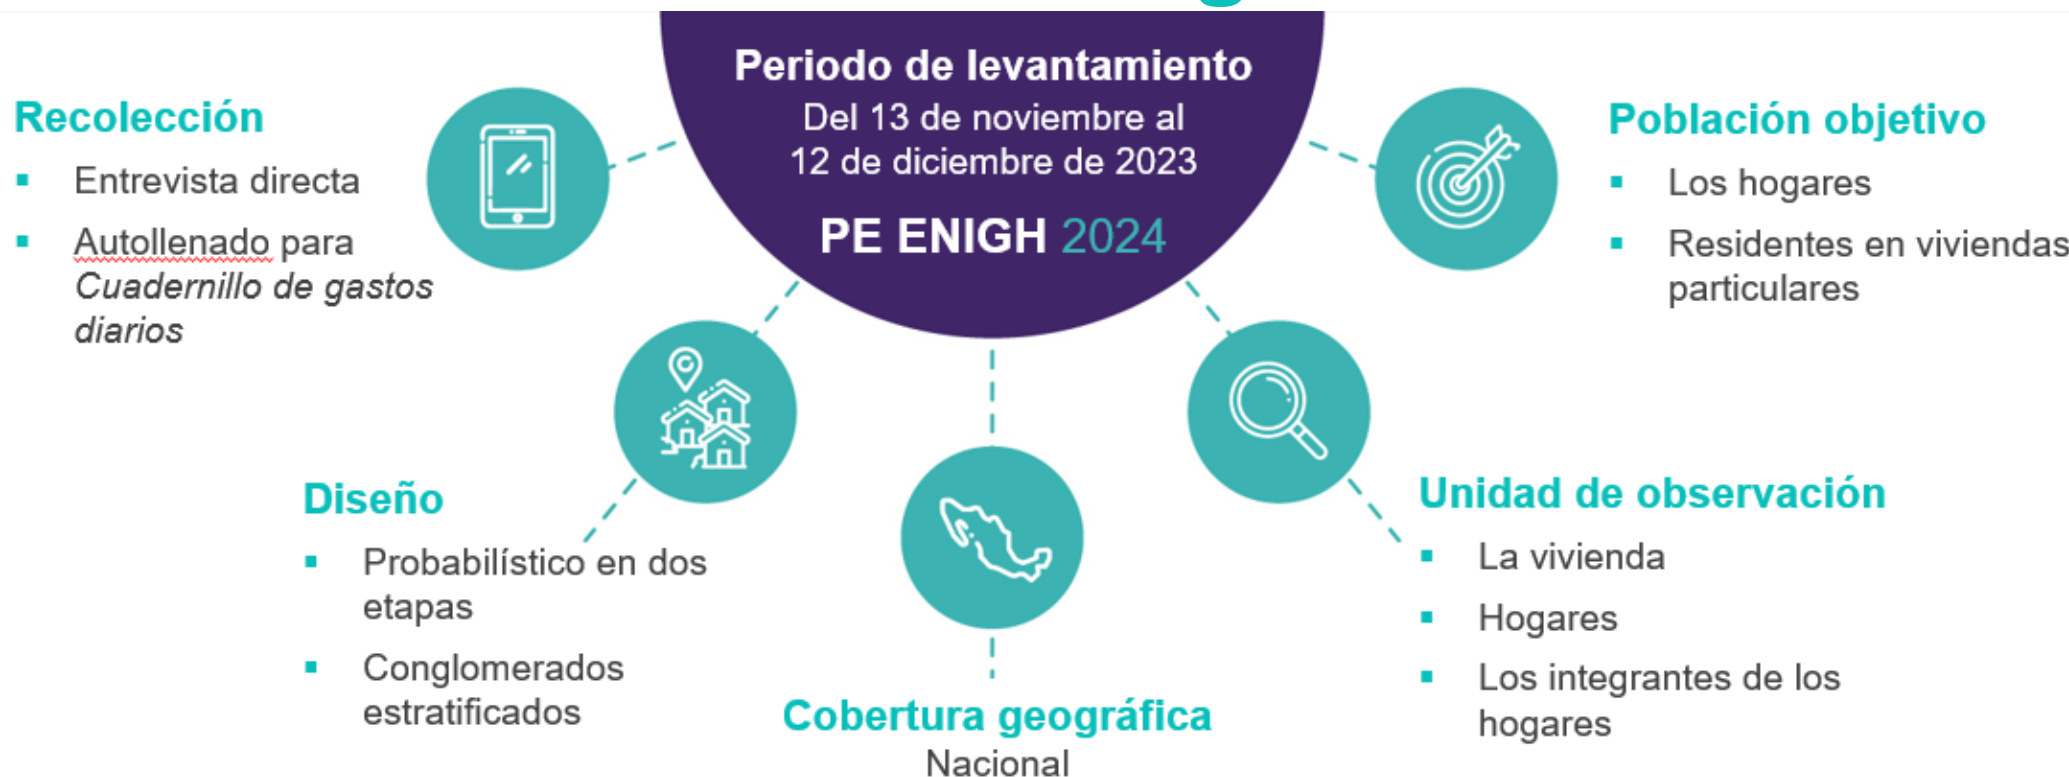 Periodo de levantamiento
Del 13 de noviembre al
12 de diciembre de 2023
PE ENIGH 2024
Recolección
Entrevista directa
Autollenado para
Cuadernillo de gastos
diarios
Diseño
Probabilístico en dos
etapas
Conglomerados
estratificados
Cobertura geográfica
Nacional
Unidad de observación
La vivienda
Hogares
Los integrantes de los
hogares
Población objetivo
Los hogares
Residentes en viviendas
particulares